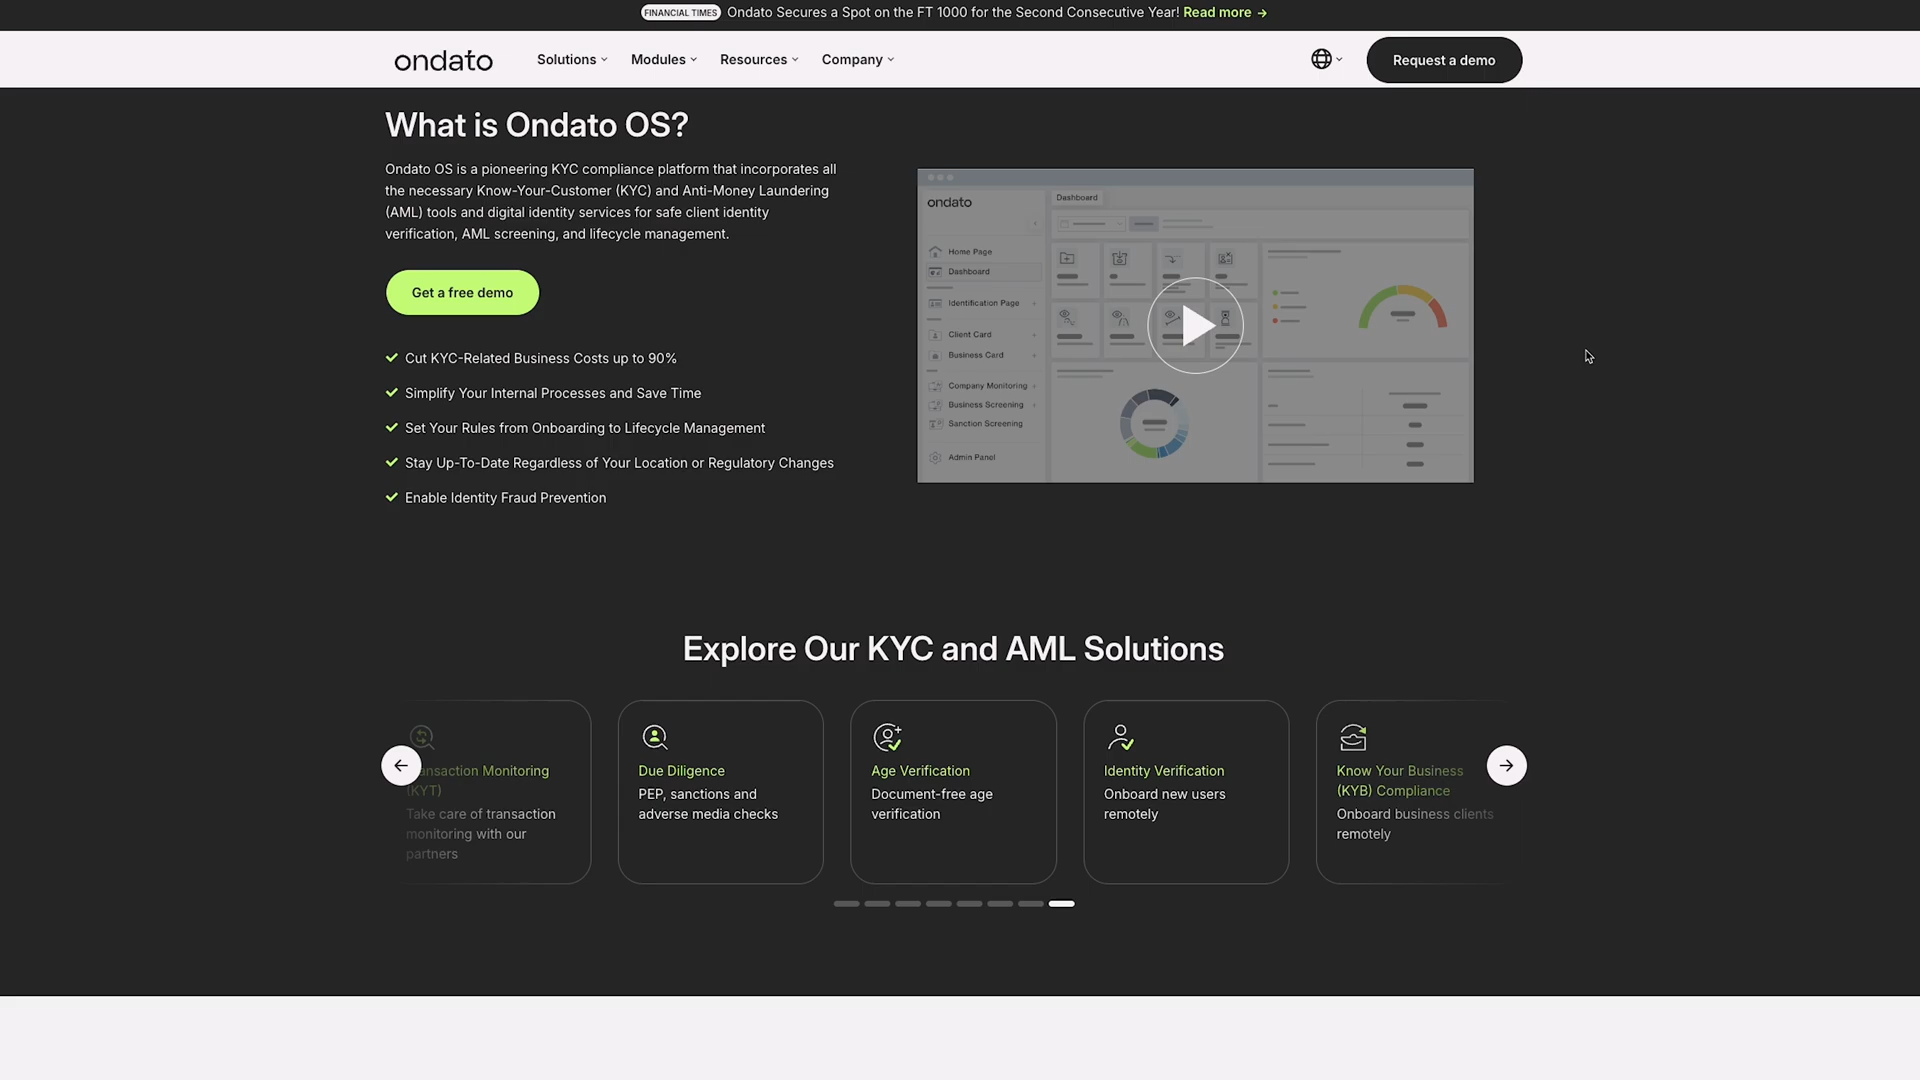 FINANCIAL TIMES Ondato Secures a Spot on the FT 1000 for the Second Consecutive Year! Read more →
ondato Solutions Modules Resources Company Request a demo
What is Ondato OS?
Ondato OS is a pioneering KYC compliance platform that incorporates all
the necessary Know-Your-Customer (KYC) and Anti-Money Laundering
(AML) tools and digital identity services for safe client identity
verification, AML screening, and lifecycle management.
Get a free demo
Cut KYC-Related Business Costs up to 90%
Simplify Your Internal Processes and Save Time
Set Your Rules from Onboarding to Lifecycle Management
Stay Up-To-Date Regardless of Your Location or Regulatory Changes
Enable Identity Fraud Prevention
ondato
Dashboard
Home Page
Dashboard
Identification Page
Client Card
Business Card
Company Monitoring
Business Screening
Sanction Screening
Admin Panel
Explore Our KYC and AML Solutions
ansaction Monitoring
(KYT)
Take care of transaction
monitoring with our
partners
Due Diligence
PEP, sanctions and
adverse media checks
Age Verification
Document-free age
verification
Identity Verification
Onboard new users
remotely
Know Your Business
(KYB) Compliance
Onboard business clients
remotely